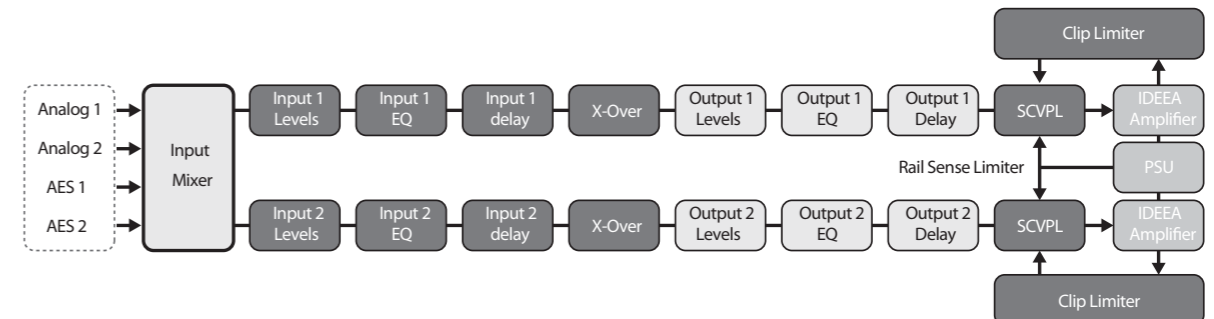 Clip Limiter
Analog 1
Analog 2
AES 1
AES 2
Input
Mixer
Input 1
Levels
Input 1
EQ
Input 1
delay
X-Over
Output 1
Levels
Output 1
EQ
Output 1
Delay
SCVPL
IDEEA
Amplifier
Rail Sense Limiter
PSU
Input 2
Levels
Input 2
EQ
Input 2
delay
X-Over
Output 2
Levels
Output 2
EQ
Output 2
Delay
SCVPL
IDEEA
Amplifier
Clip Limiter